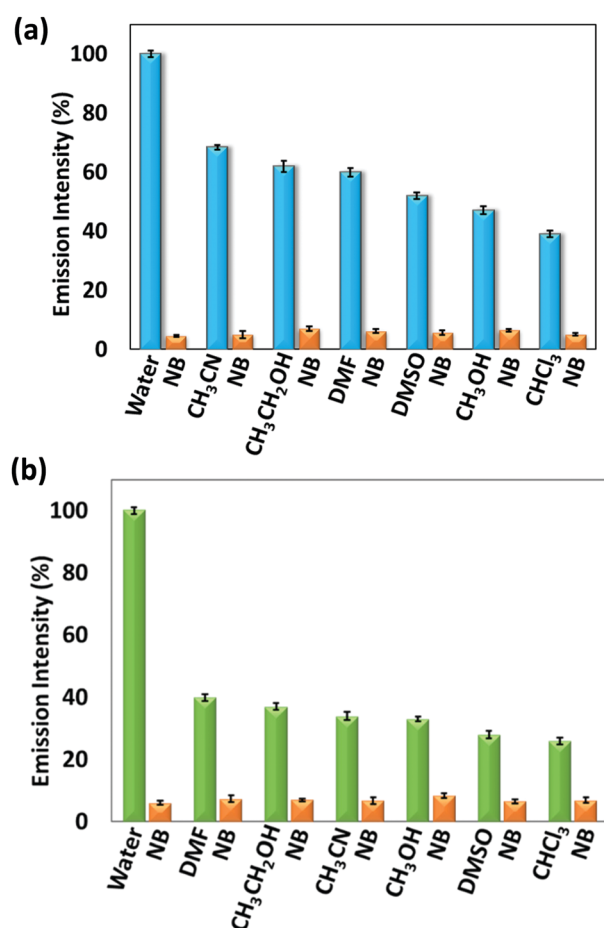 (a)
Emission Intensity (%)
100
80
60
40
20
0
Water
NB
CH₃CN
NB
CH₃CH₂OH
NB
DMF
NB
DMSO
NB
CH₃OH
NB
CHCl₃
NB
(b)
Emission Intensity (%)
100
80
60
40
20
0
Water
NB
DMF
NB
CH₃CH₂OH
NB
CH₃CN
NB
CH₃OH
NB
DMSO
NB
CHCl₃
NB